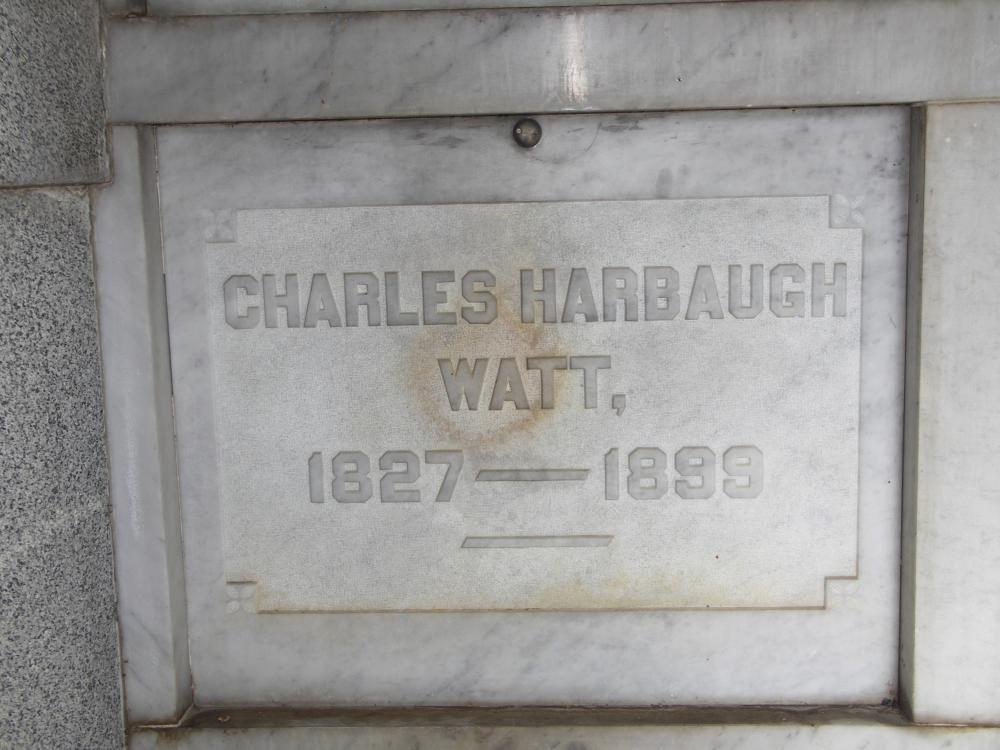 CHARLES HARBAUGH
WATT,
1827 — 1899